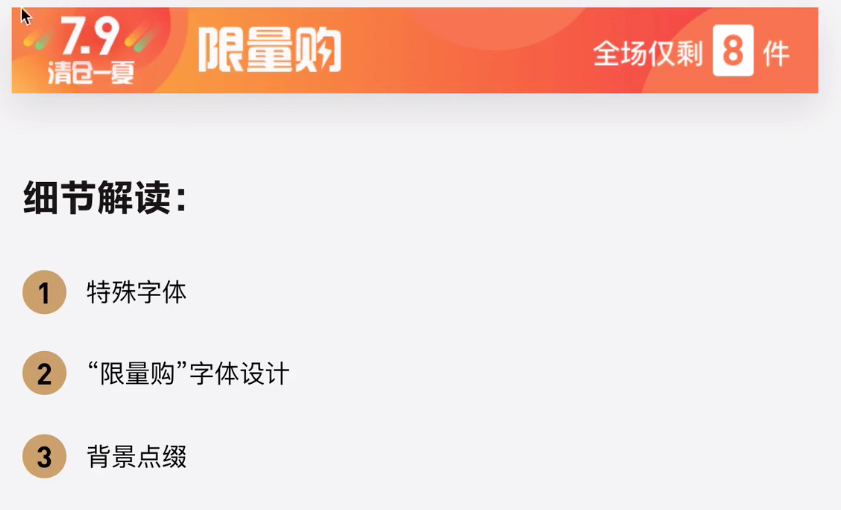 7.9
清仓一夏
限量购
全场仅剩 8 件
细节解读：
1 特殊字体
2 “限量购”字体设计
3 背景点缀